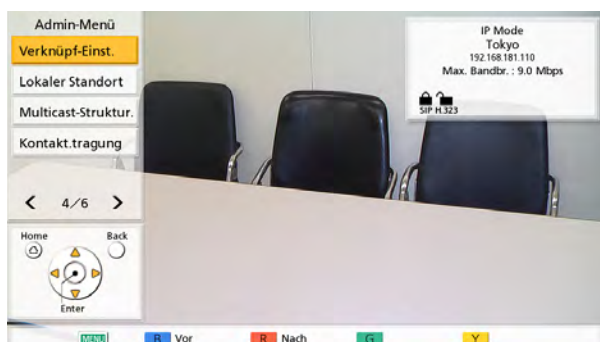 Admin-Menü
Verknüpf-Einst.
Lokaler Standort
Multicast-Struktur.
Kontakt.tragung
4/6
Home
Back
Enter
IP Mode
Tokyo
192.168.181.110
Max. Bandbr. : 9.0 Mbps
SIP H.323
MENU
B Vor
R Nach
G
Y